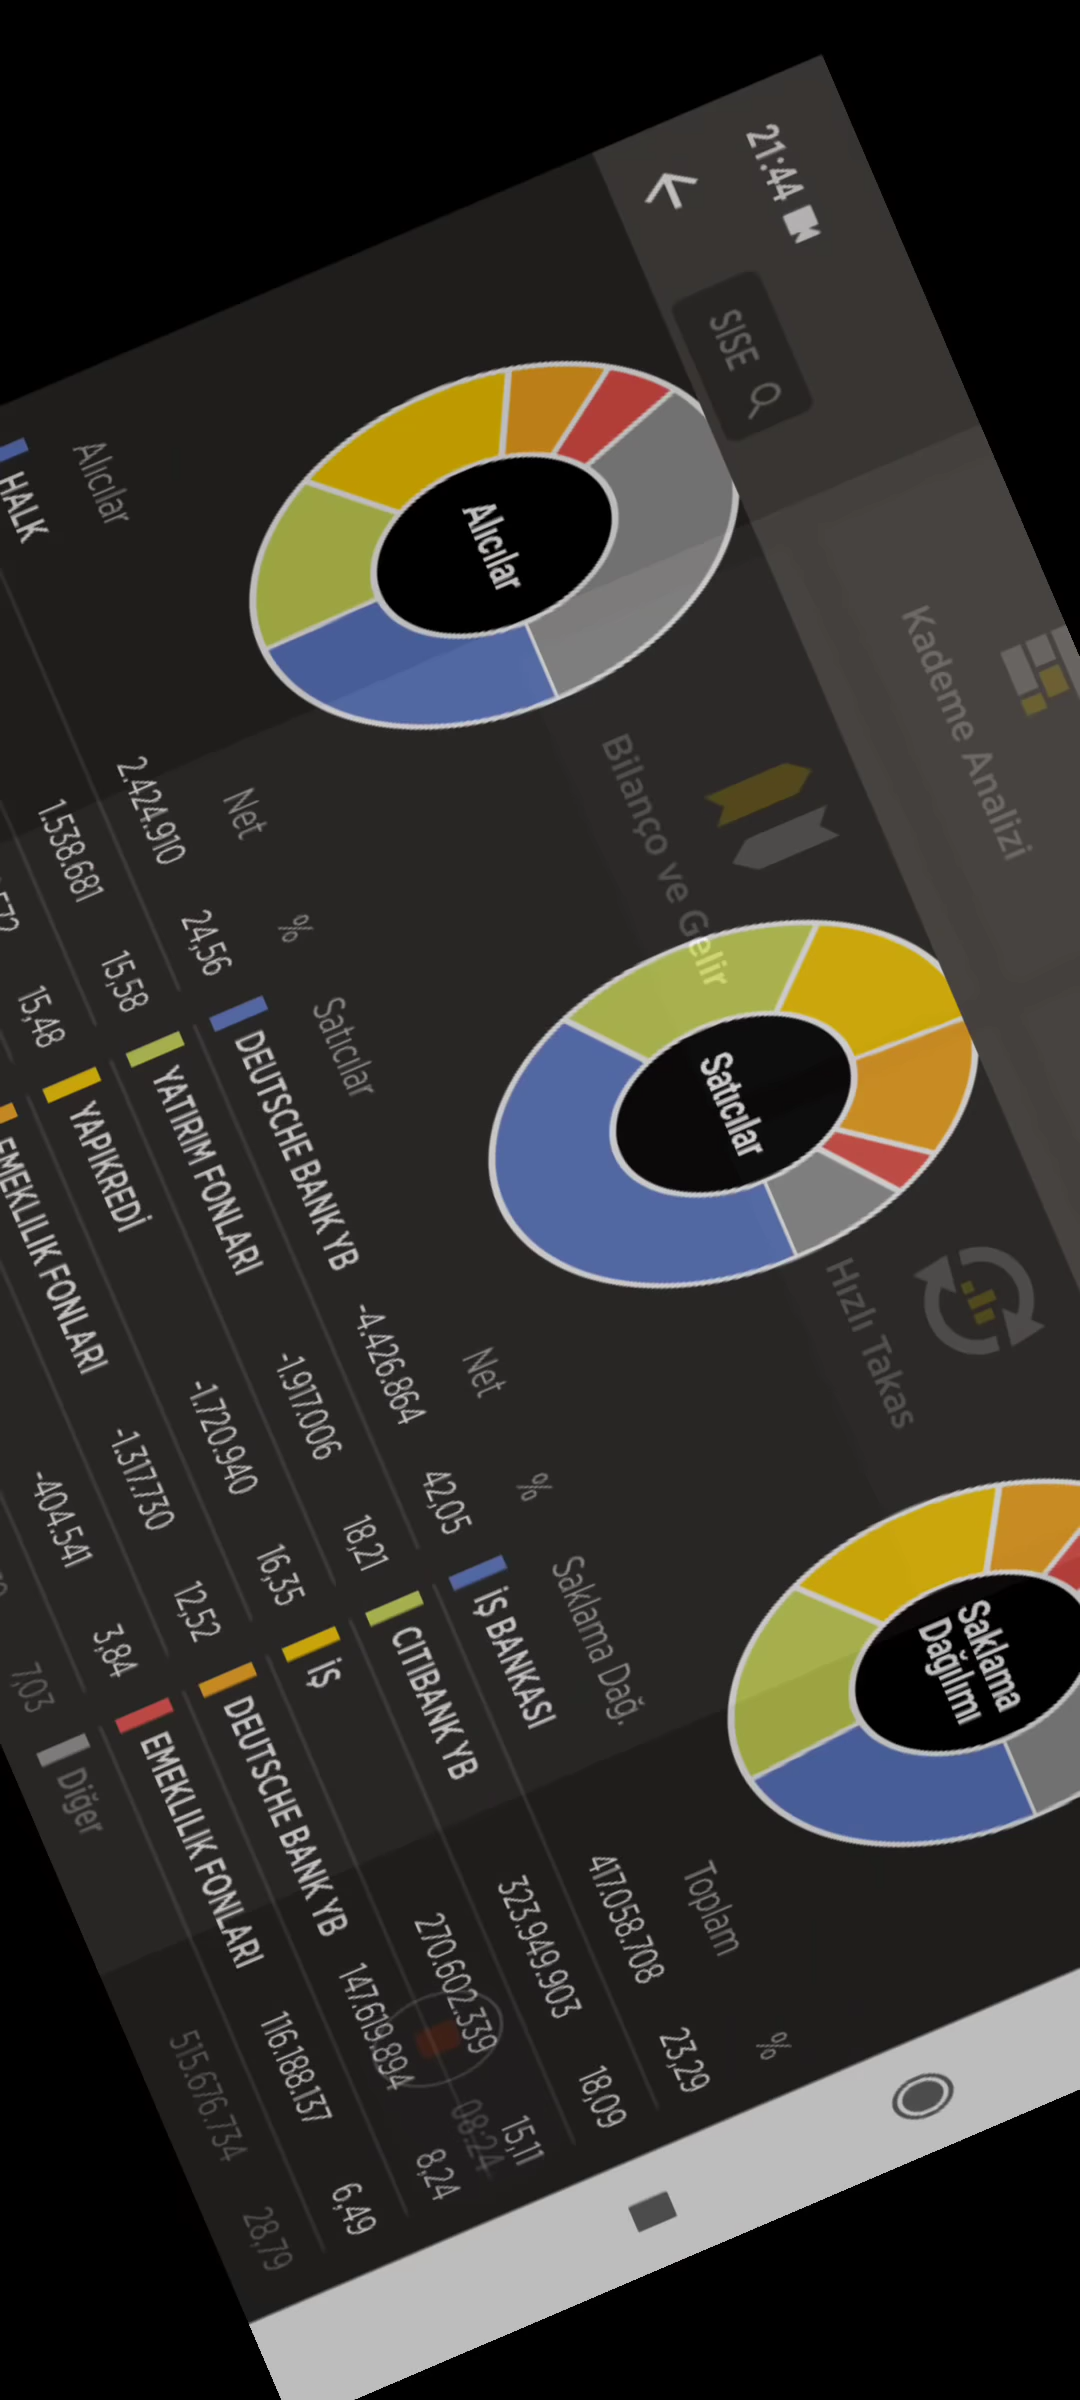 21:44
SISE
Kademe Analizi
Bilanço ve Gelir
Hızlı Takas
Alıcılar
Satıcılar
Saklama
Dağılımı
Alıcılar Net % Satıcılar Net % Saklama Dağ. Toplam %
HALK 2.424.910 24,56 DEUTSCHE BANK YB -4.426.864 42,05 İŞ BANKASI 417.058.708 23,29
1.538.681 15,58 YATIRIM FONLARI -1.917.006 18,21 CITIBANK YB 323.949.903 18,09
15,48 YAPIKREDİ -1.720.940 16,35 İŞ 270.602.339 15,11
EMEKLILIK FONLARI -1.317.730 12,52 DEUTSCHE BANK YB 147.619.894 8,24
-404.541 3,84 EMEKLILIK FONLARI 116.188.137 6,49
7,03 Diğer 515.676.734 28,79
08:24